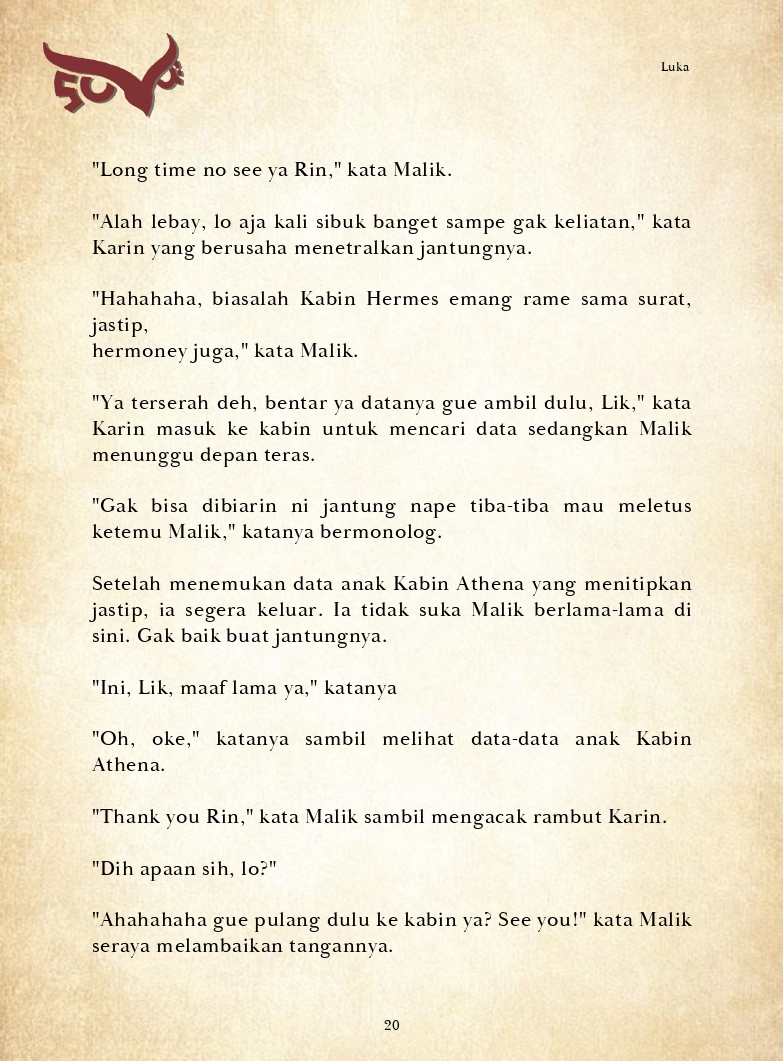 Luka
"Long time no see ya Rin," kata Malik.
"Alah lebay, lo aja kali sibuk banget sampe gak keliatan," kata
Karin yang berusaha menetralkan jantungnya.
"Hahahaha, biasalah Kabin Hermes emang rame sama surat,
jastip,
hermoney juga," kata Malik.
"Ya terserah deh, bentar ya datanya gue ambil dulu, Lik," kata
Karin masuk ke kabin untuk mencari data sedangkan Malik
menunggu depan teras.
"Gak bisa dibiarin ni jantung nape tiba-tiba mau meletus
ketemu Malik," katanya bermonolog.
Setelah menemukan data anak Kabin Athena yang menitipkan
jastip, ia segera keluar. Ia tidak suka Malik berlama-lama di
sini. Gak baik buat jantungnya.
"Ini, Lik, maaf lama ya," katanya
"Oh, oke," katanya sambil melihat data-data anak Kabin
Athena.
"Thank you Rin," kata Malik sambil mengacak rambut Karin.
"Dih apaan sih, lo?"
"Ahahahaha gue pulang dulu ke kabin ya? See you!" kata Malik
seraya melambaikan tangannya.
20